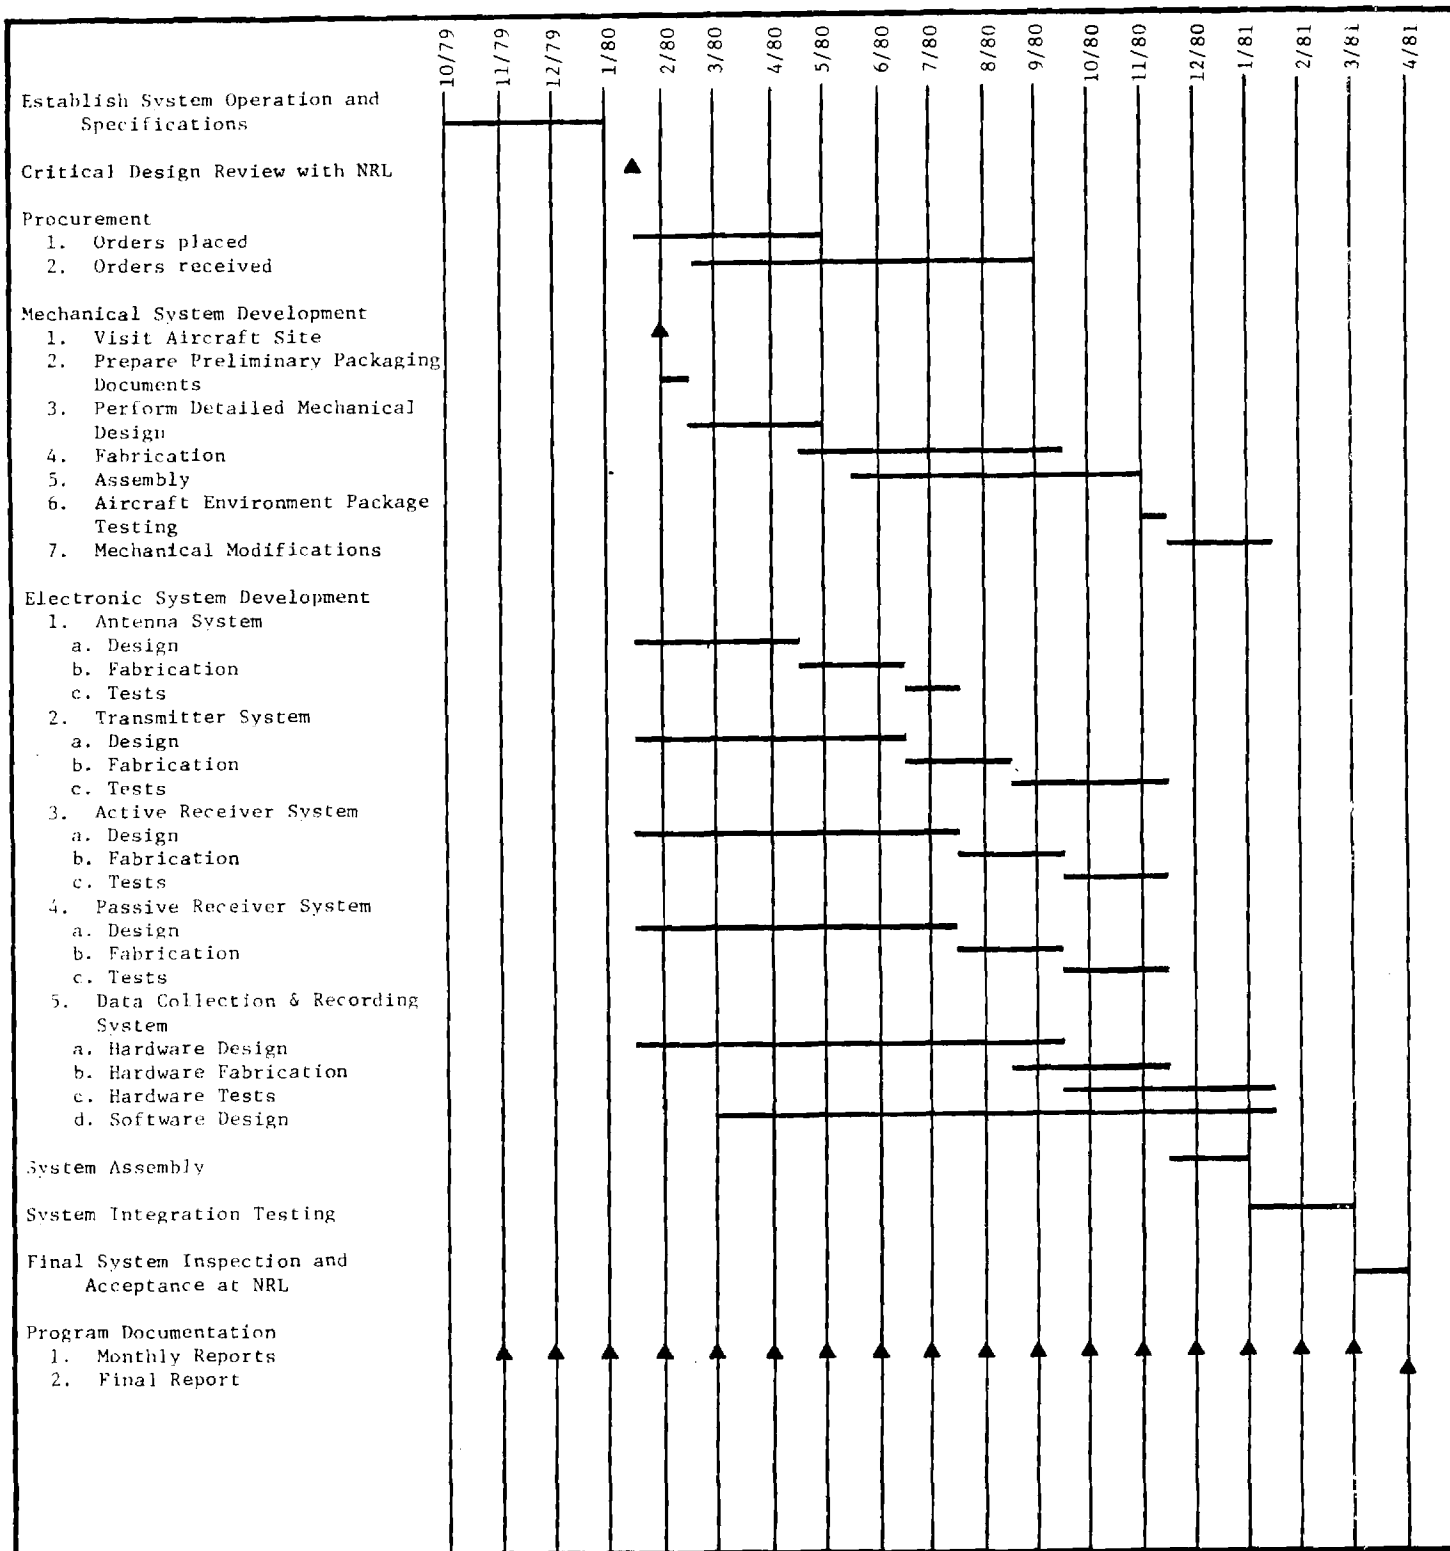 10/79 11/79 12/79 1/80 2/80 3/80 4/80 5/80 6/80 7/80 8/80 9/80 10/80 11/80 12/80 1/81 2/81 3/81 4/81
Establish System Operation and
Specifications
Critical Design Review with NRL
Procurement
1. Orders placed
2. Orders received
Mechanical System Development
1. Visit Aircraft Site
2. Prepare Preliminary Packaging
Documents
3. Perform Detailed Mechanical
Design
4. Fabrication
5. Assembly
6. Aircraft Environment Package
Testing
7. Mechanical Modifications
Electronic System Development
1. Antenna System
a. Design
b. Fabrication
c. Tests
2. Transmitter System
a. Design
b. Fabrication
c. Tests
3. Active Receiver System
a. Design
b. Fabrication
c. Tests
4. Passive Receiver System
a. Design
b. Fabrication
c. Tests
5. Data Collection & Recording
System
a. Hardware Design
b. Hardware Fabrication
c. Hardware Tests
d. Software Design
System Assembly
System Integration Testing
Final System Inspection and
Acceptance at NRL
Program Documentation
1. Monthly Reports
2. Final Report